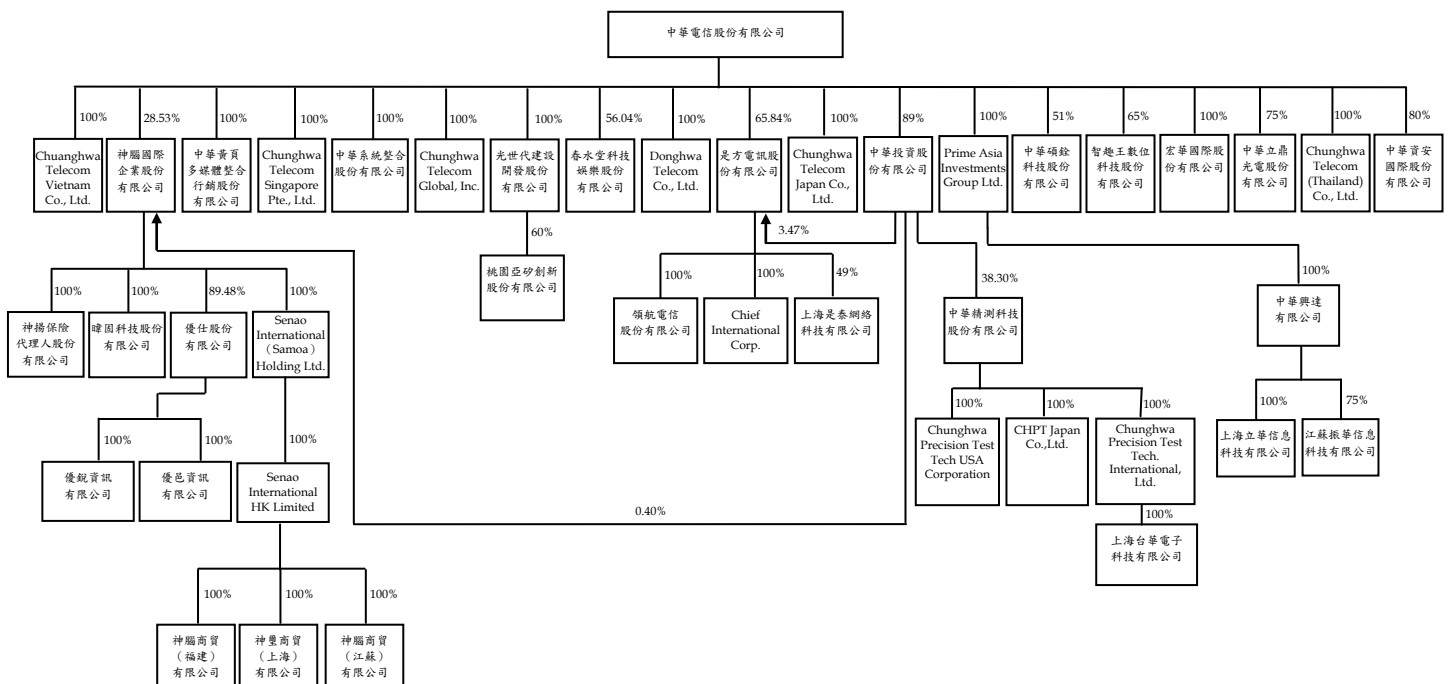 中華電信股份有限公司
100%
28.53%
100%
100%
100%
100%
100%
56.04%
100%
65.84%
100%
89%
100%
51%
65%
100%
75%
100%
80%
Chuanghwa
Telecom
Vietnam
Co., Ltd.
神腦國際
企業股份
有限公司
中華黃頁
多媒體整合
行銷股份
有限公司
Chunghwa
Telecom
Singapore
Pte., Ltd.
中華系統整合
股份有限公司
Chunghwa
Telecom
Global, Inc.
光世代建設
開發股份
有限公司
春水堂科技
娛樂股份
有限公司
Donghwa
Telecom
Co., Ltd.
是方電訊股
份有限公司
Chunghwa
Telecom
Japan Co.,
Ltd.
中華投資股
份有限公司
Prime Asia
Investments
Group Ltd.
中華碩銓
科技股份
有限公司
智趣王數位
科技股份
有限公司
宏華國際股
份有限公司
中華立鼎
光電股份
有限公司
Chunghwa
Telecom
(Thailand)
Co., Ltd.
中華資安
國際股份
有限公司
60%
3.47%
桃園亞矽創新
股份有限公司
100%
100%
49%
38.30%
100%
領航電信
股份有限公司
Chief
International
Corp.
上海是泰網絡
科技有限公司
中華精測科技
股份有限公司
中華興達
有限公司
100%
100%
89.48%
100%
神揚保險
代理人股份
有限公司
暐固科技股份
有限公司
優仕股份
有限公司
Senao
International
（Samoa）
Holding Ltd.
100%
100%
100%
優銳資訊
有限公司
優邑資訊
有限公司
Senao
International
HK Limited
100%
100%
100%
100%
75%
Chunghwa
Precision Test
Tech USA
Corporation
CHPT Japan
Co.,Ltd.
Chunghwa
Precision Test
Tech.
International,
Ltd.
上海立華信息
科技有限公司
江蘇振華信息
科技有限公司
0.40%
100%
上海台華電子
科技有限公司
100%
100%
100%
神腦商貿
（福建）
有限公司
神璽商貿
（上海）
有限公司
神腦商貿
（江蘇）
有限公司